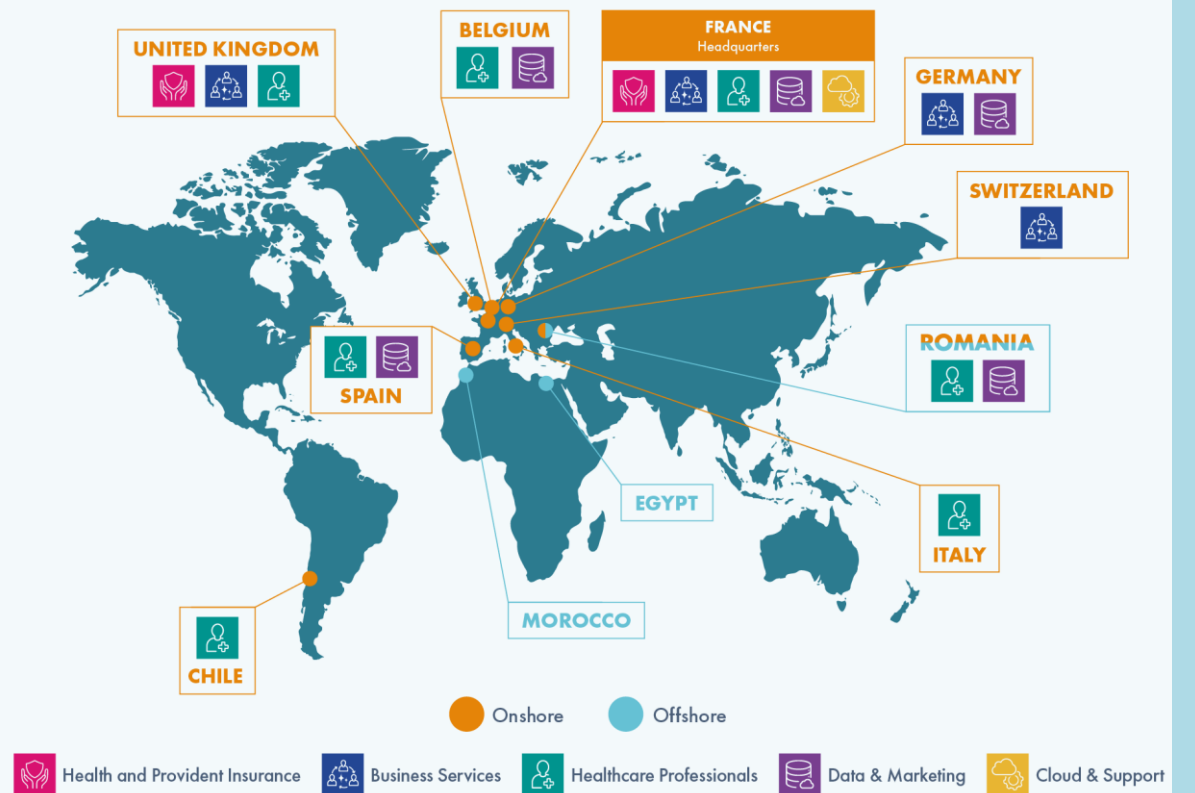 UNITED KINGDOM
BELGIUM
FRANCE
Headquarters
GERMANY
SWITZERLAND
SPAIN
ROMANIA
EGYPT
ITALY
MOROCCO
CHILE
Onshore
Offshore
Health and Provident Insurance
Business Services
Healthcare Professionals
Data & Marketing
Cloud & Support